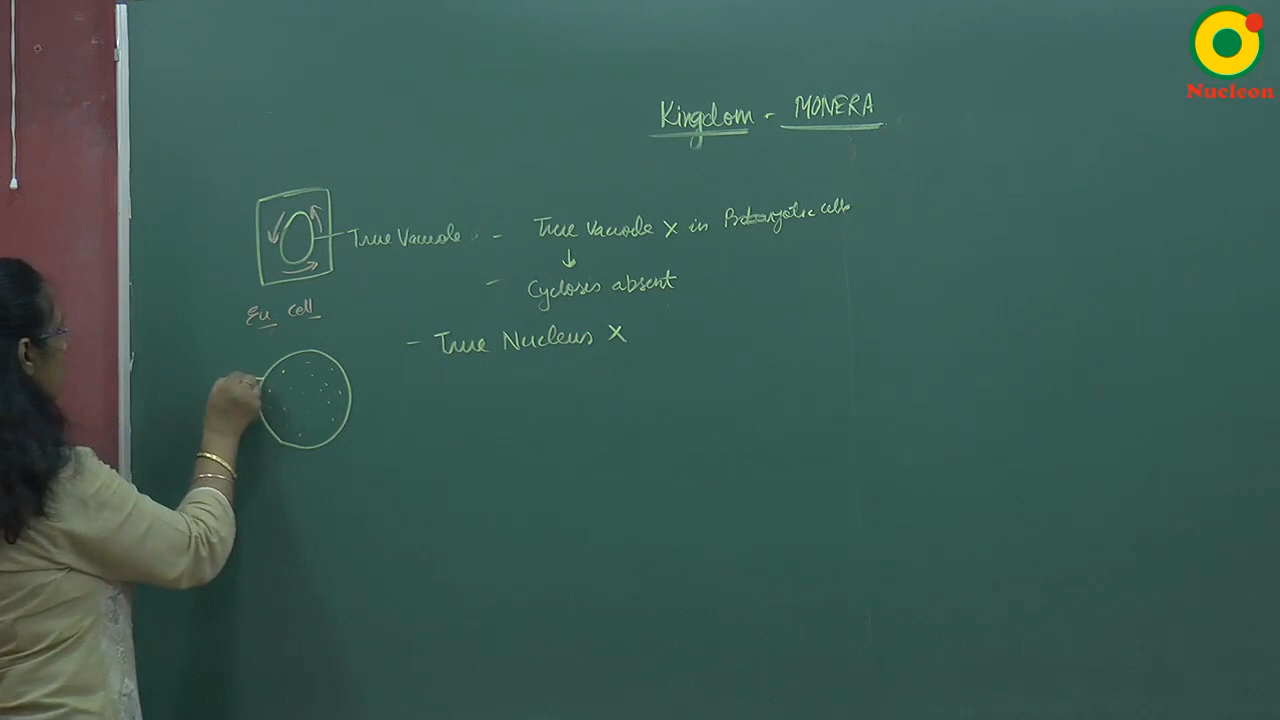 Nucleon
Kingdom - MONERA
True Vacuole - True Vacuole X in Prokaryotic cells
- Cyclosis absent
Eu cell
- True Nucleus X